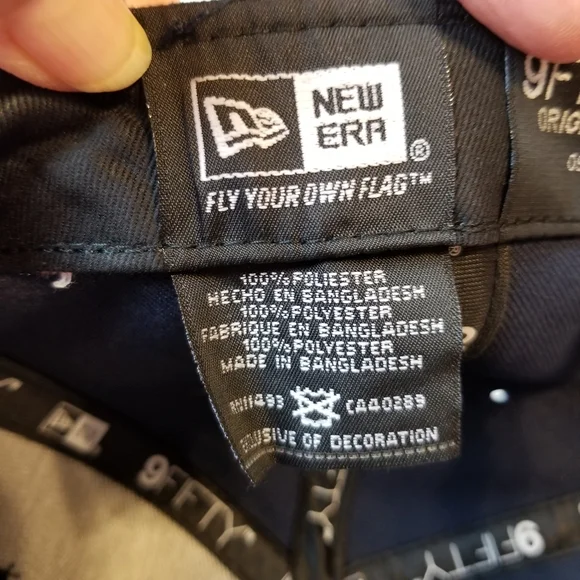 NEW
ERA
®
FLY YOUR OWN FLAG™
100% POLIESTER
HECHO EN BANGLADESH
100% POLYESTER
FABRIQUE EN BANGLADESH
100% POLYESTER
MADE IN BANGLADESH
RN11493 CA40289
EXCLUSIVE OF DECORATION
9FIFTY
9FIFTY